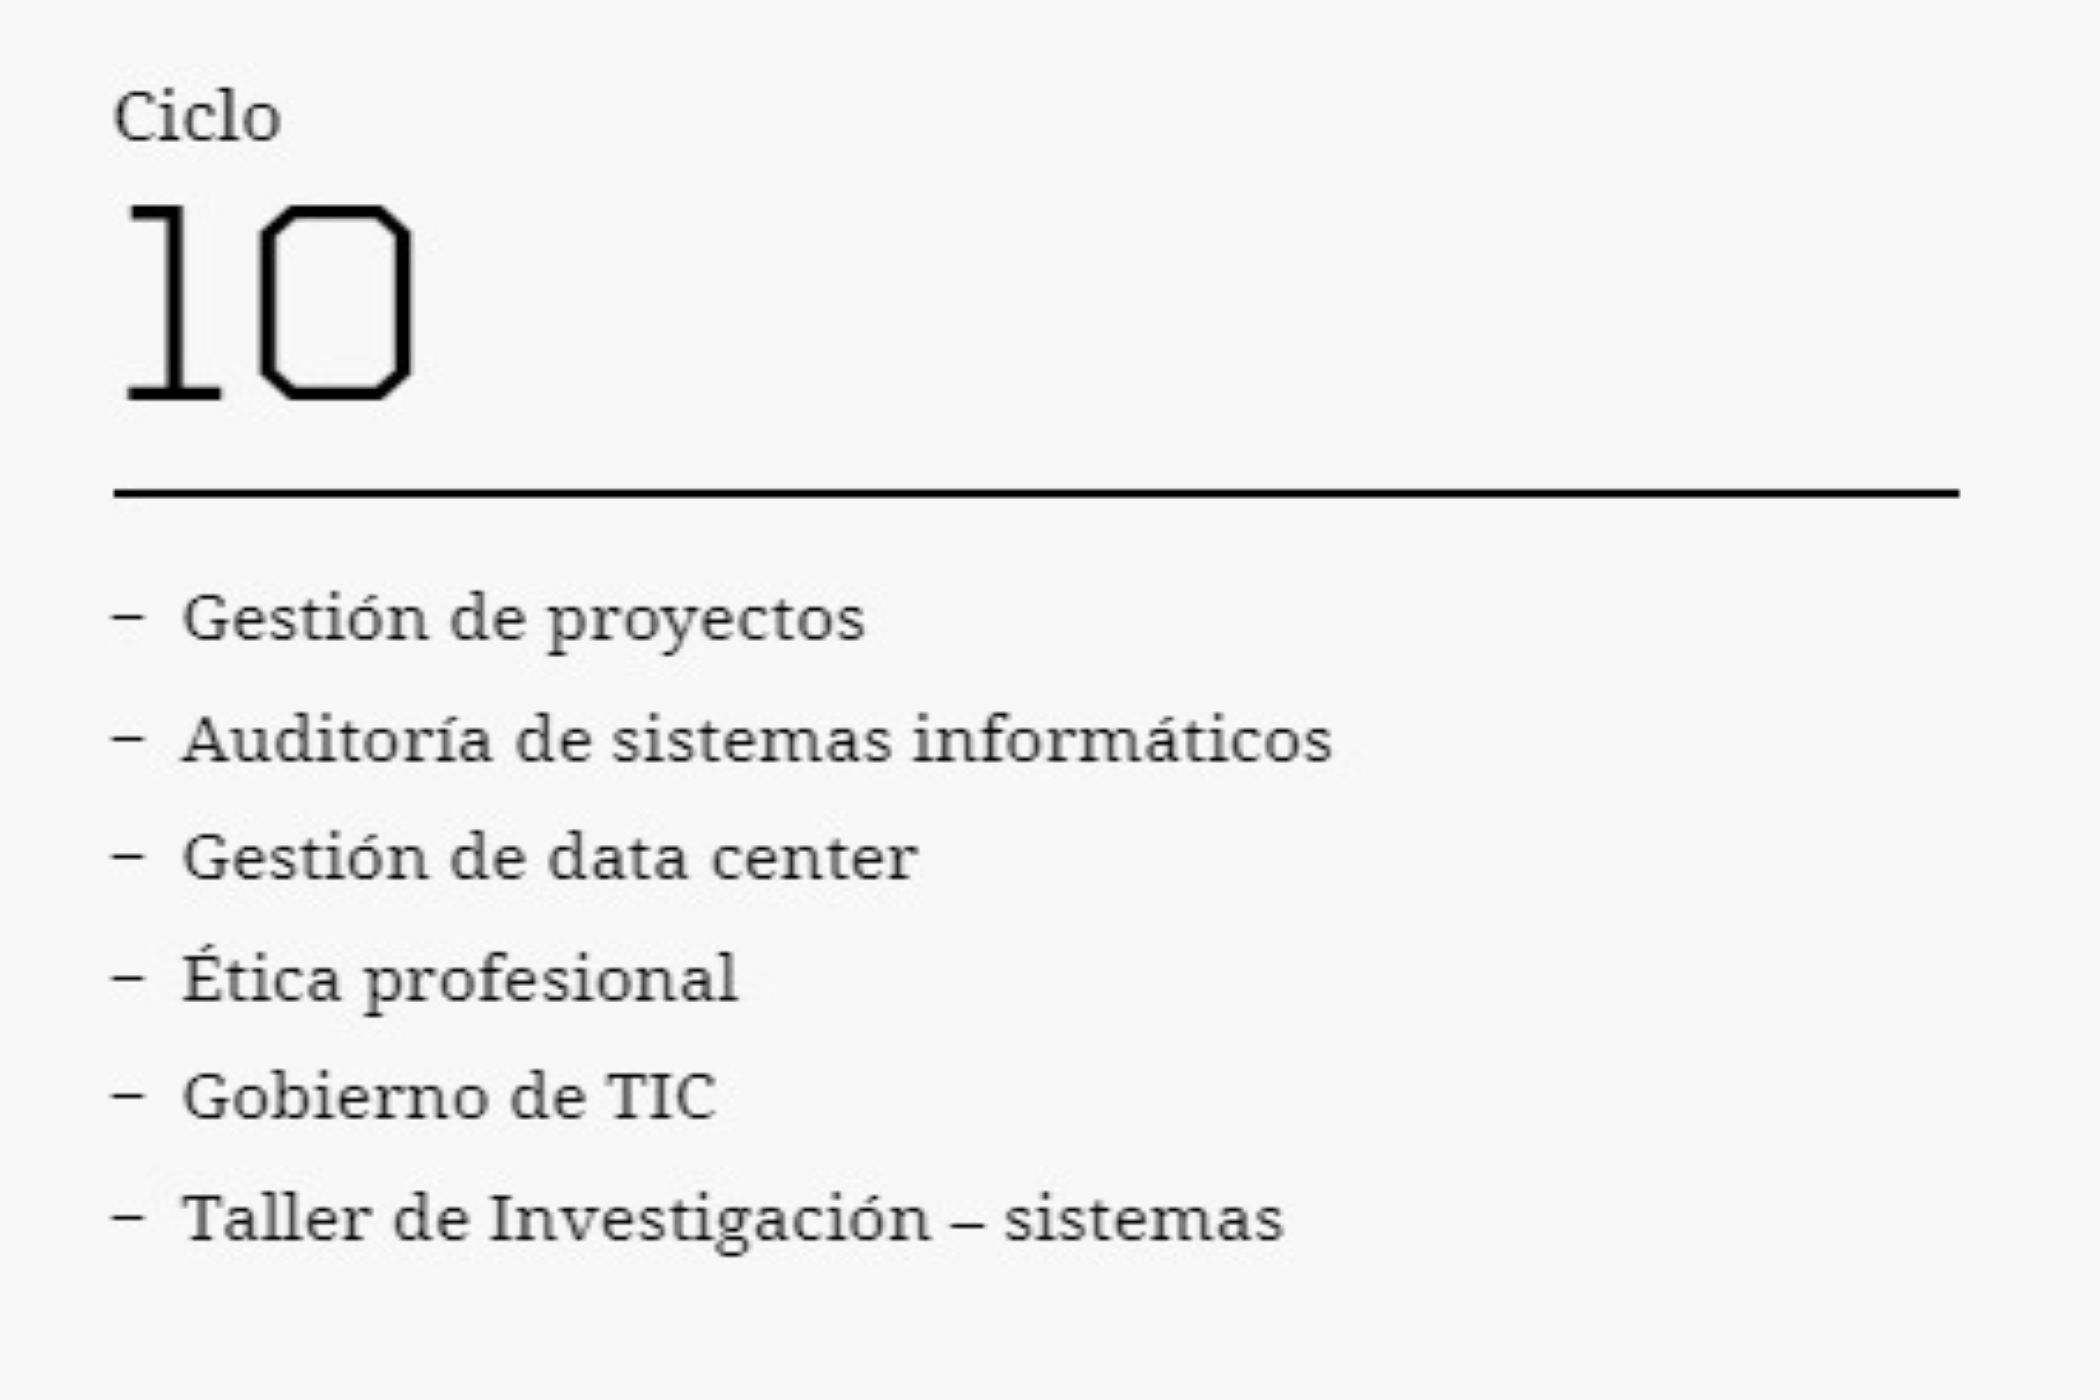 Ciclo
10
– Gestión de proyectos
– Auditoría de sistemas informáticos
– Gestión de data center
– Ética profesional
– Gobierno de TIC
– Taller de Investigación – sistemas